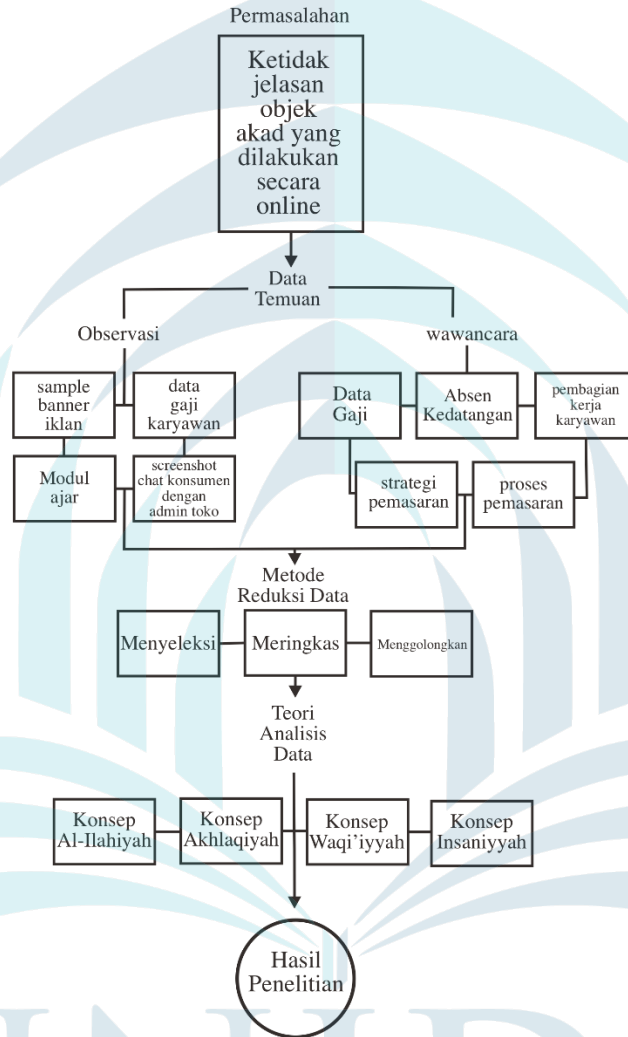 Permasalahan
Ketidak
jelasan
objek
akad yang
dilakukan
secara
online
Data
Temuan
Observasi
wawancara
sample
banner
iklan
data
gaji
karyawan
Modul
ajar
screenshot
chat konsumen
dengan
admin toko
Data
Gaji
Absen
Kedatangan
pembagian
kerja
karyawan
strategi
pemasaran
proses
pemasaran
Metode
Reduksi Data
Menyeleksi
Meringkas
Menggolongkan
Teori
Analisis
Data
Konsep
Al-Ilahiyah
Konsep
Akhlaqiyah
Konsep
Waqi’iyyah
Konsep
Insaniyyah
Hasil
Penelitian